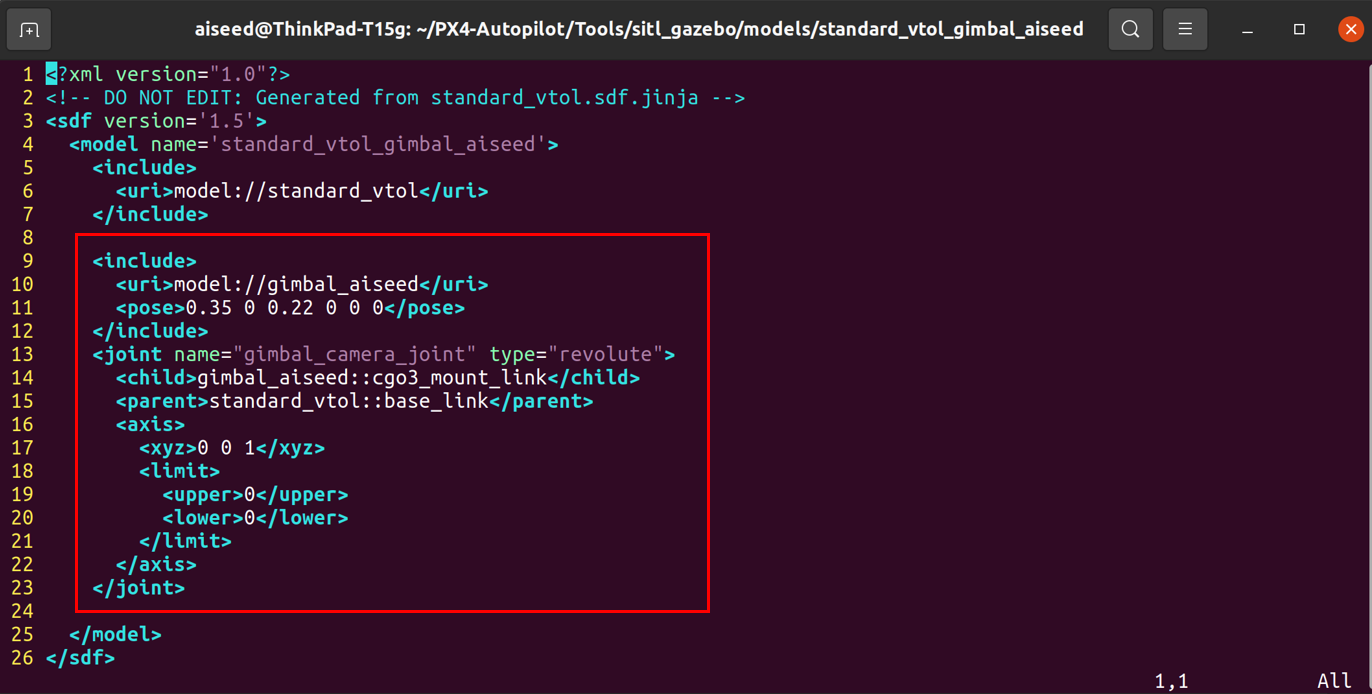 aiseed@ThinkPad-T15g: ~/PX4-Autopilot/Tools/sitl_gazebo/models/standard_vtol_gimbal_aiseed
1 <?xml version="1.0"?>
2 <!-- DO NOT EDIT: Generated from standard_vtol.sdf.jinja -->
3 <sdf version='1.5'>
4   <model name='standard_vtol_gimbal_aiseed'>
5     <include>
6       <uri>model://standard_vtol</uri>
7     </include>
8
9     <include>
10       <uri>model://gimbal_aiseed</uri>
11       <pose>0.35 0 0.22 0 0 0</pose>
12     </include>
13     <joint name="gimbal_camera_joint" type="revolute">
14       <child>gimbal_aiseed::cgo3_mount_link</child>
15       <parent>standard_vtol::base_link</parent>
16       <axis>
17         <xyz>0 0 1</xyz>
18         <limit>
19           <upper>0</upper>
20           <lower>0</lower>
21         </limit>
22       </axis>
23     </joint>
24
25   </model>
26 </sdf>
1,1 All